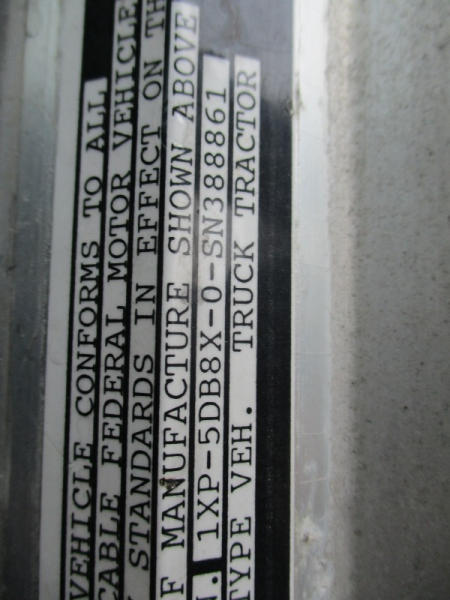 VEHICLE CONFORMS TO ALL
CABLE FEDERAL MOTOR VEHICLE
STANDARDS IN EFFECT ON TH
F MANUFACTURE SHOWN ABOVE
N. 1XP-5DB8X-0-SN388861
TYPE VEH. TRUCK TRACTOR